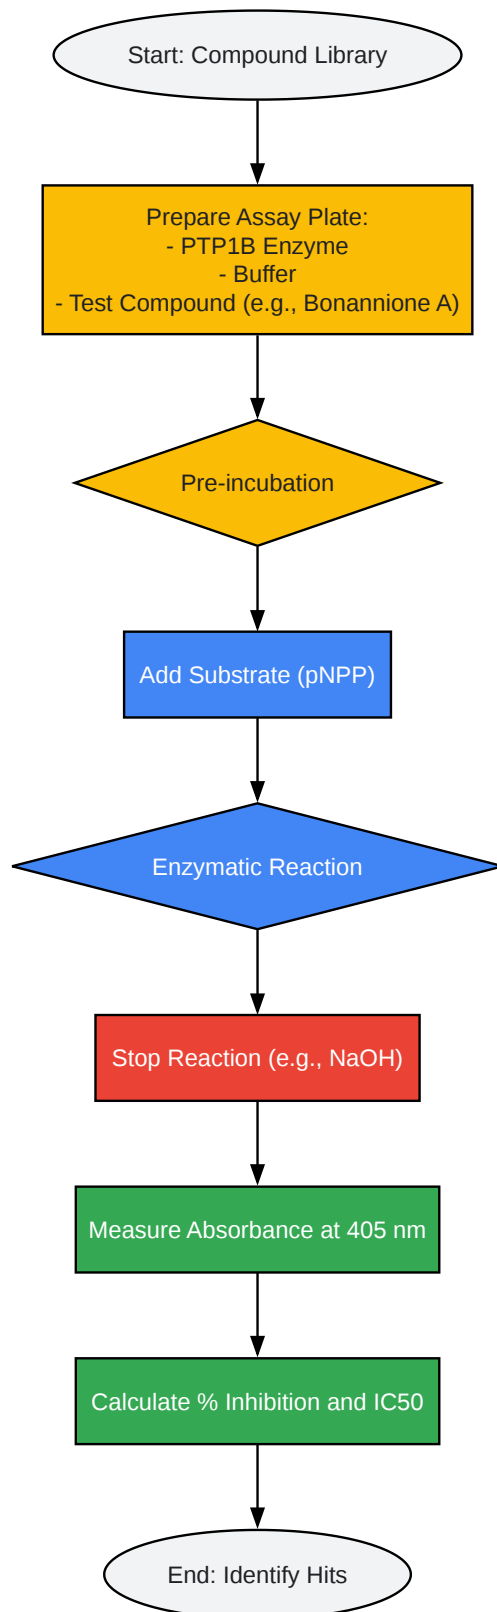 Start: Compound Library
Prepare Assay Plate:
- PTP1B Enzyme
- Buffer
- Test Compound (e.g., Bonannione A)
Pre-incubation
Add Substrate (pNPP)
Enzymatic Reaction
Stop Reaction (e.g., NaOH)
Measure Absorbance at 405 nm
Calculate % Inhibition and IC50
End: Identify Hits